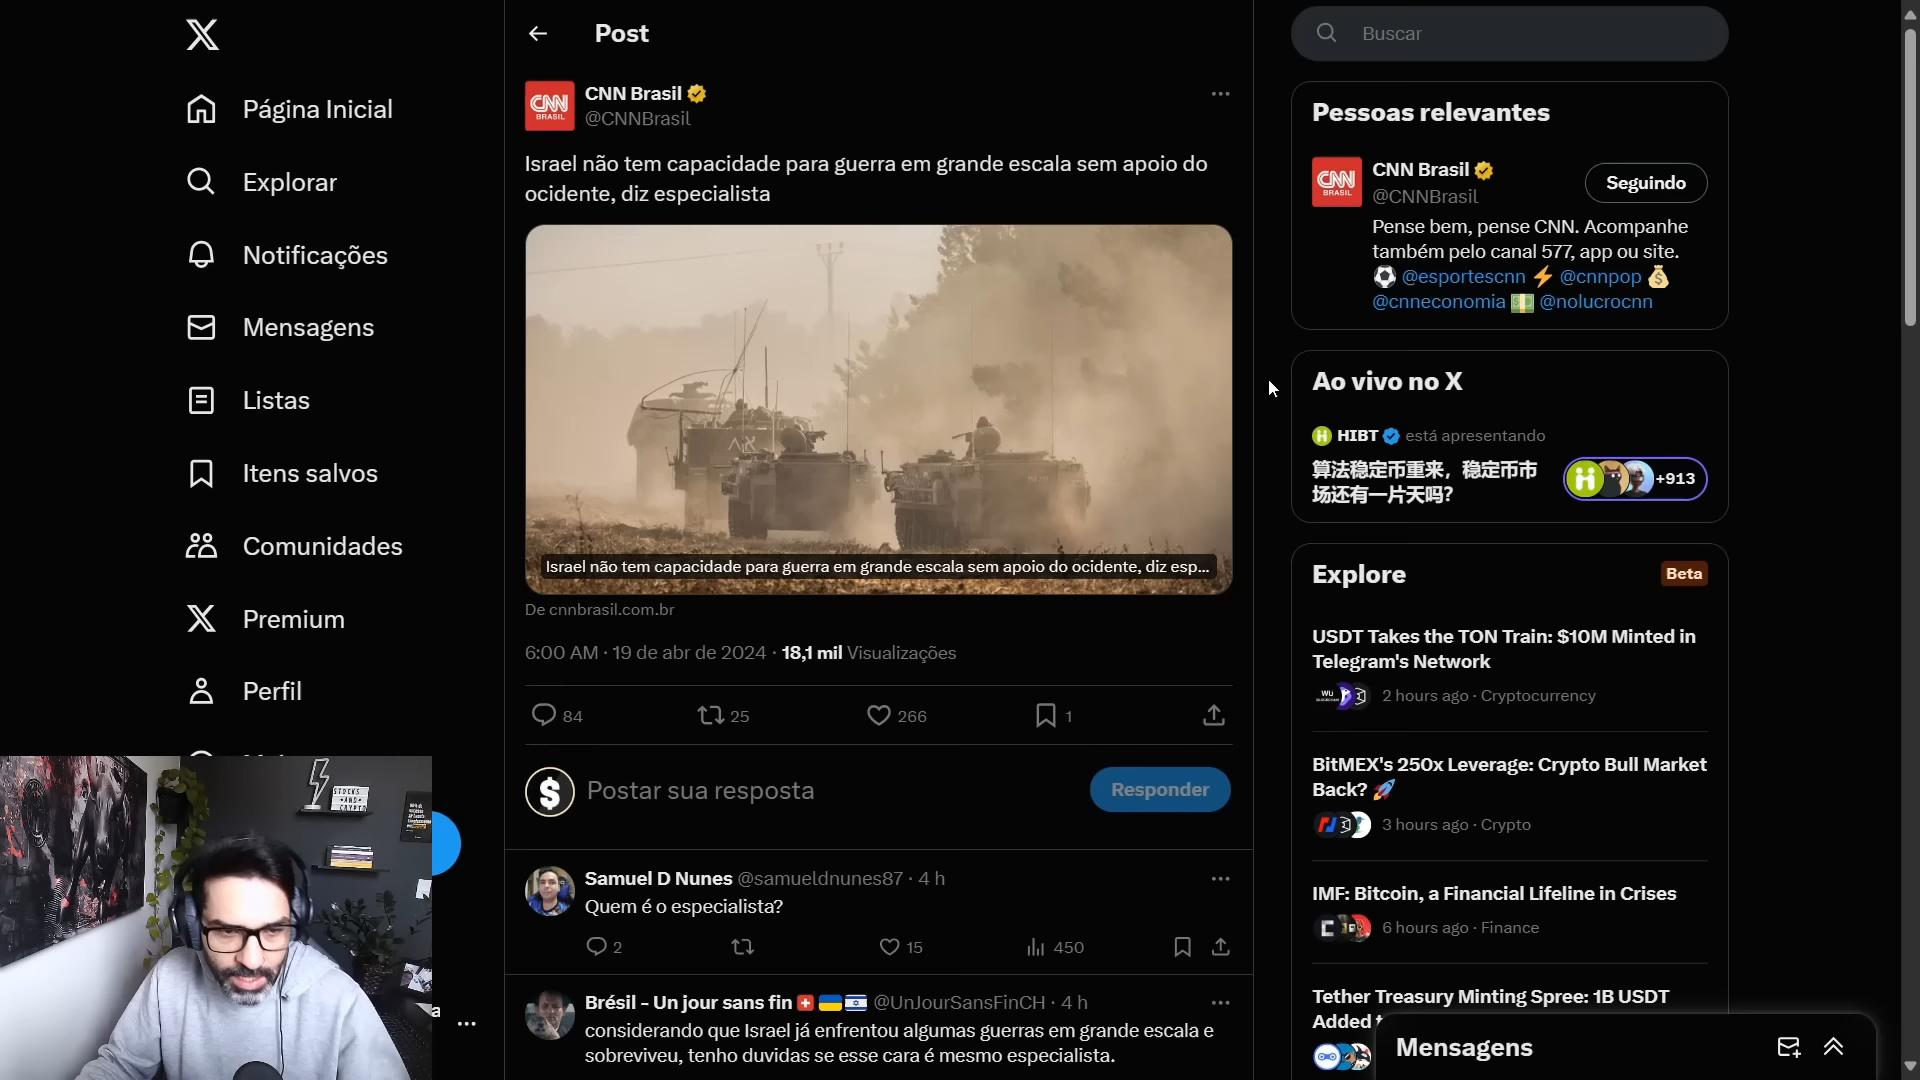 Página Inicial
Explorar
Notificações
Mensagens
Listas
Itens salvos
Comunidades
Premium
Perfil
STOCKS
AND
CRYPTO
Post
CNN
BRASIL
CNN Brasil
@CNNBrasil
Israel não tem capacidade para guerra em grande escala sem apoio do
ocidente, diz especialista
Israel não tem capacidade para guerra em grande escala sem apoio do ocidente, diz esp...
De cnnbrasil.com.br
6:00 AM · 19 de abr de 2024 · 18,1 mil Visualizações
84
25
266
1
Postar sua resposta
Responder
Samuel D Nunes @samueldnunes87 · 4 h
Quem é o especialista?
2
15
450
Brésil - Un jour sans fin @UnJourSansFinCH · 4 h
considerando que Israel já enfrentou algumas guerras em grande escala e
sobreviveu, tenho duvidas se esse cara é mesmo especialista.
Buscar
Pessoas relevantes
CNN
BRASIL
CNN Brasil
@CNNBrasil
Seguindo
Pense bem, pense CNN. Acompanhe
também pelo canal 577, app ou site.
⚽ @esportescnn ⚡ @cnnpop 💰
@cnneconomia 💵 @nolucrocnn
Ao vivo no X
HIBT está apresentando
算法稳定币重来，稳定币市
场还有一片天吗?
+913
Explore
Beta
USDT Takes the TON Train: $10M Minted in
Telegram's Network
2 hours ago · Cryptocurrency
BitMEX's 250x Leverage: Crypto Bull Market
Back? 🚀
3 hours ago · Crypto
IMF: Bitcoin, a Financial Lifeline in Crises
6 hours ago · Finance
Tether Treasury Minting Spree: 1B USDT
Added
Mensagens